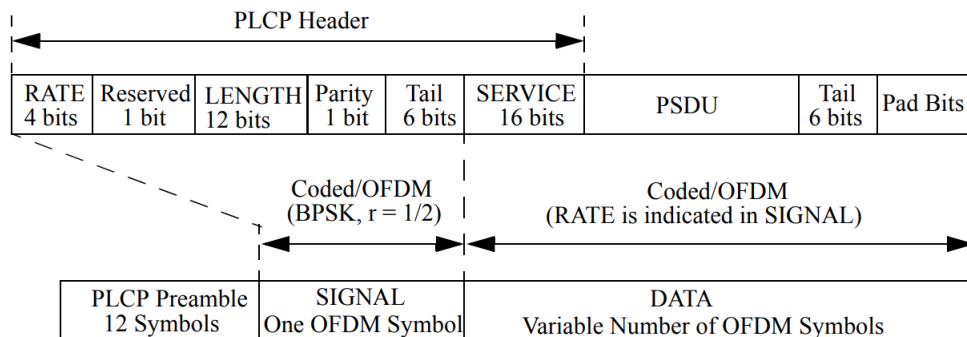 PLCP Header
RATE
4 bits
Reserved
1 bit
LENGTH
12 bits
Parity
1 bit
Tail
6 bits
SERVICE
16 bits
PSDU
Tail
6 bits
Pad Bits
Coded/OFDM
(BPSK, r = 1/2)
Coded/OFDM
(RATE is indicated in SIGNAL)
PLCP Preamble
12 Symbols
SIGNAL
One OFDM Symbol
DATA
Variable Number of OFDM Symbols